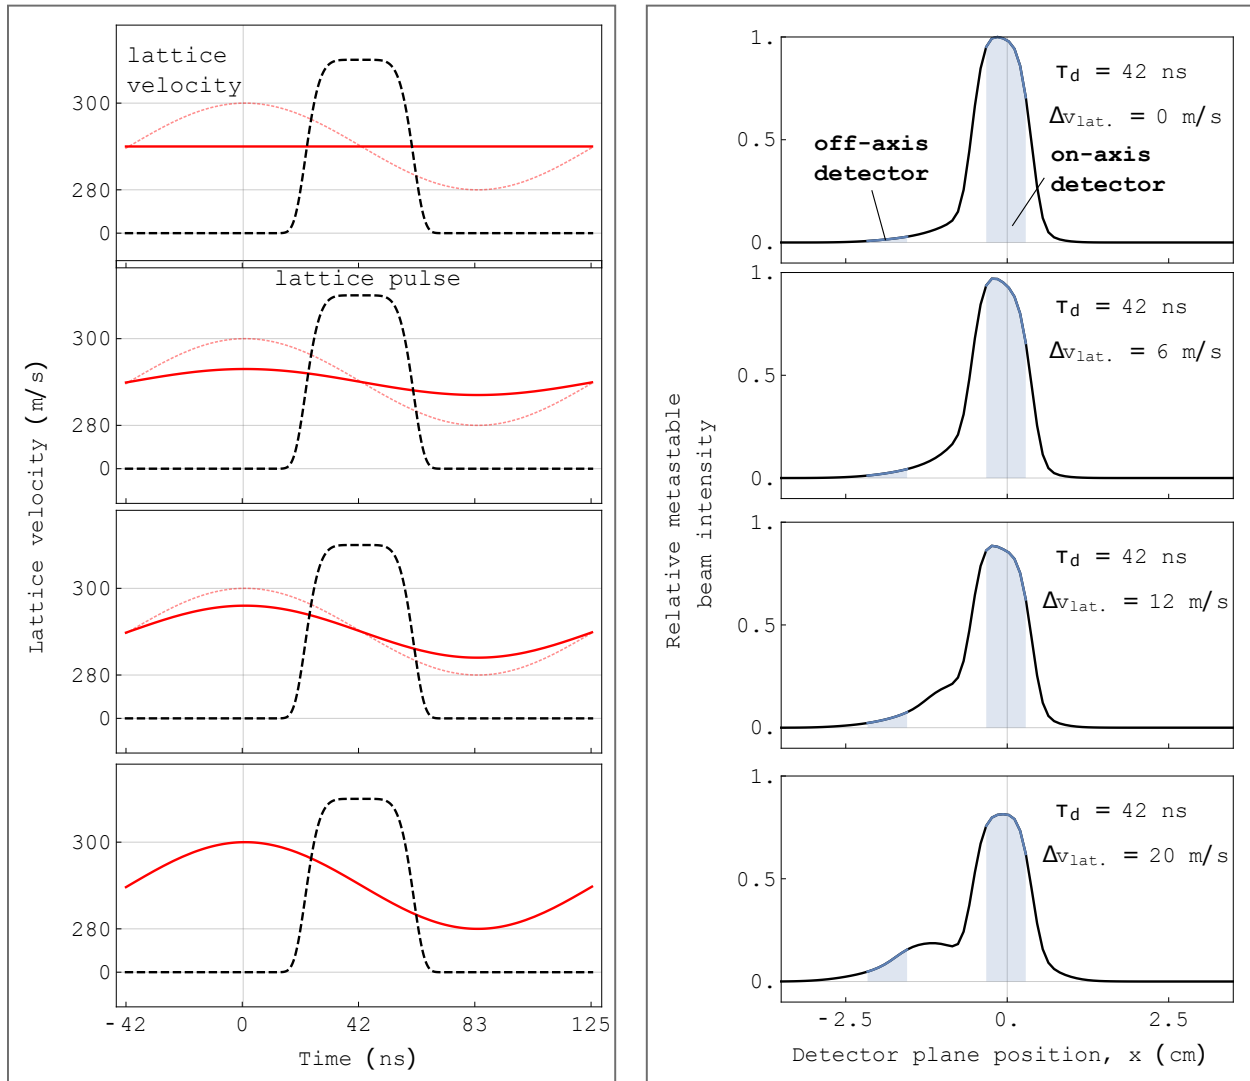 lattice
velocity
300
280
0
lattice pulse
300
280
0
300
280
0
300
280
0
-42
0
42
83
125
Time (ns)
Lattice velocity (m/s)
1.
0.5
0.
τd = 42 ns
Δvlat. = 0 m/s
off-axis
detector
on-axis
detector
1
0.5
0.
τd = 42 ns
Δvlat. = 6 m/s
1
0.5
0.
τd = 42 ns
Δvlat. = 12 m/s
1
0.5
0.
τd = 42 ns
Δvlat. = 20 m/s
-2.5
0.
2.5
Detector plane position, x (cm)
Relative metastable
beam intensity